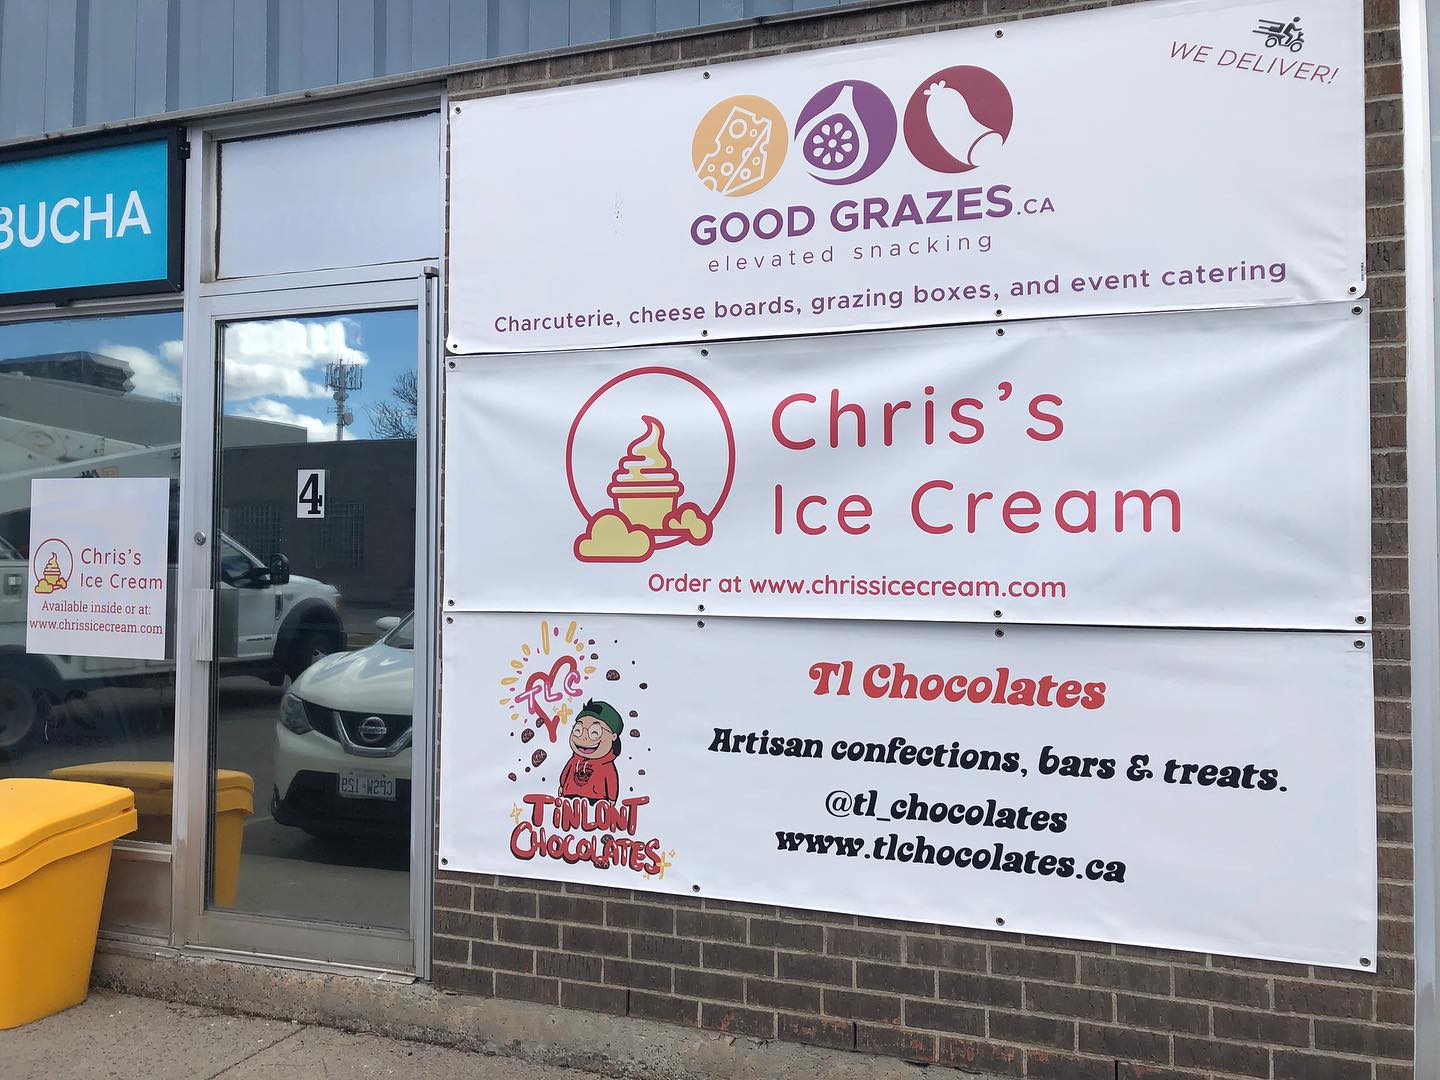 BUCHA
WE DELIVER!
GOOD GRAZES.CA
elevated snacking
Charcuterie, cheese boards, grazing boxes, and event catering
4
Chris's
Ice Cream
Order at www.chrissicecream.com
Chris's
Ice Cream
Available inside or at:
www.chrissicecream.com
TLC
TINLUNT
CHOCOLATES
Tl Chocolates
Artisan confections, bars & treats.
@tl_chocolates
www.tlchocolates.ca